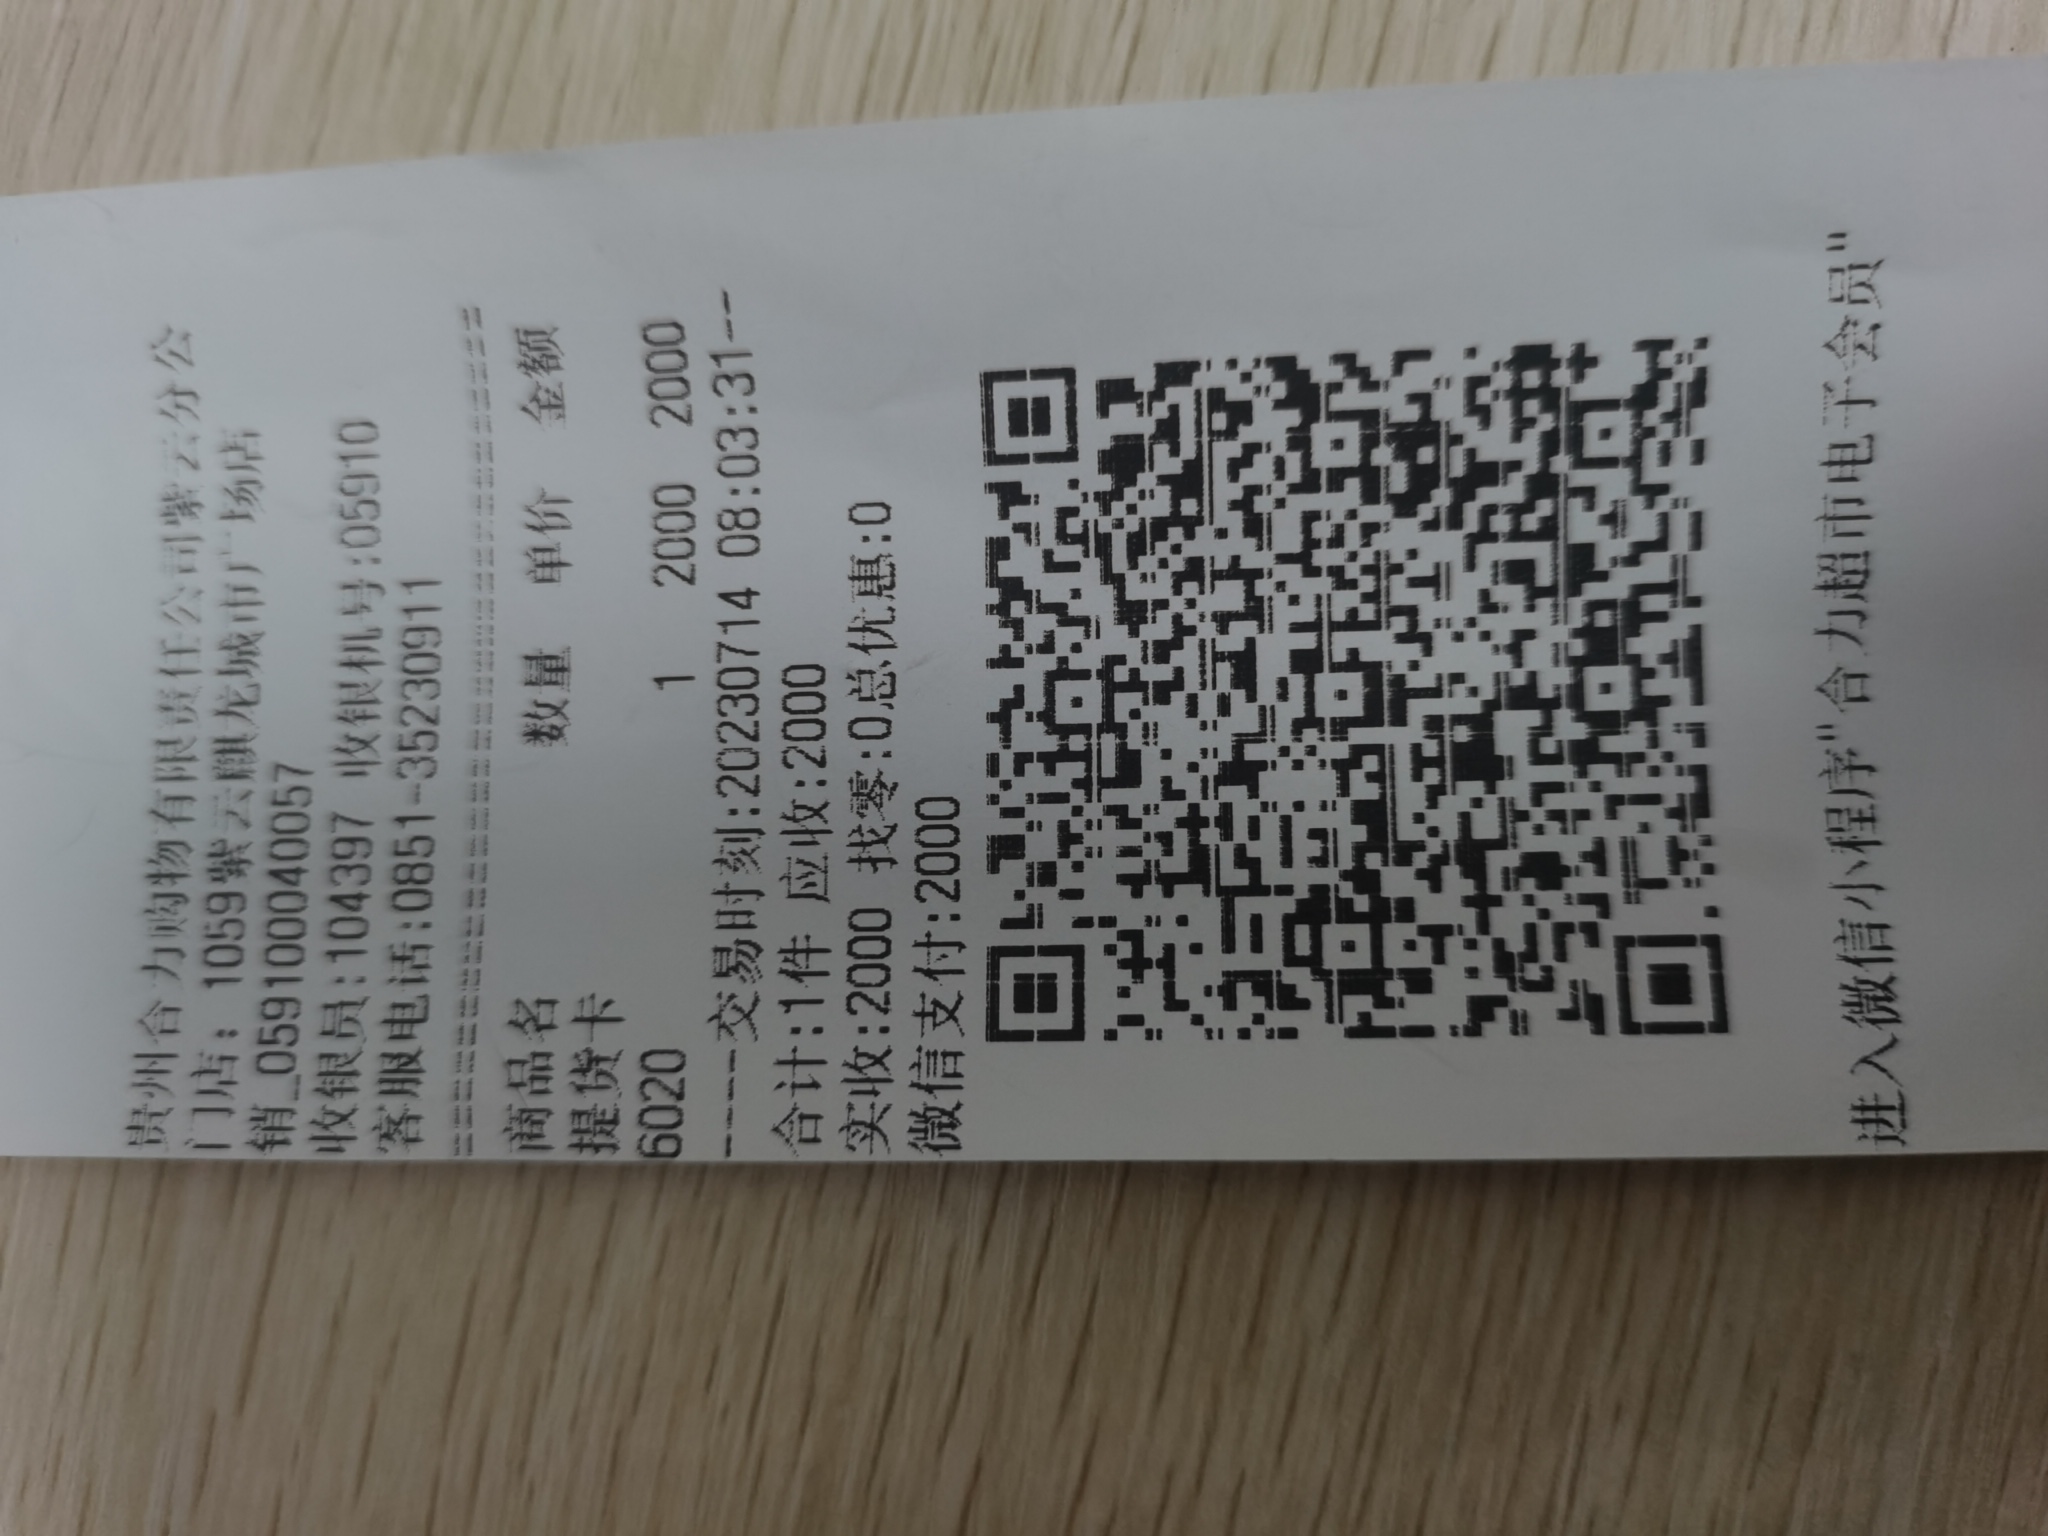 贵州合力购物有限责任公司紫云分公
门店: 1059紫云麒龙城市广场店
销_059100040057
收银员:104397 收银机号:059910
客服电话:0851-35230911
商品名 数量 单价 金额
提货卡
6020 1 2000 2000
-----交易时刻:20230714 08:03:31--
合计:1件 应收:2000
实收:2000 找零:0总优惠:0
微信支付:2000
进入微信小程序"合力超市电子会员"